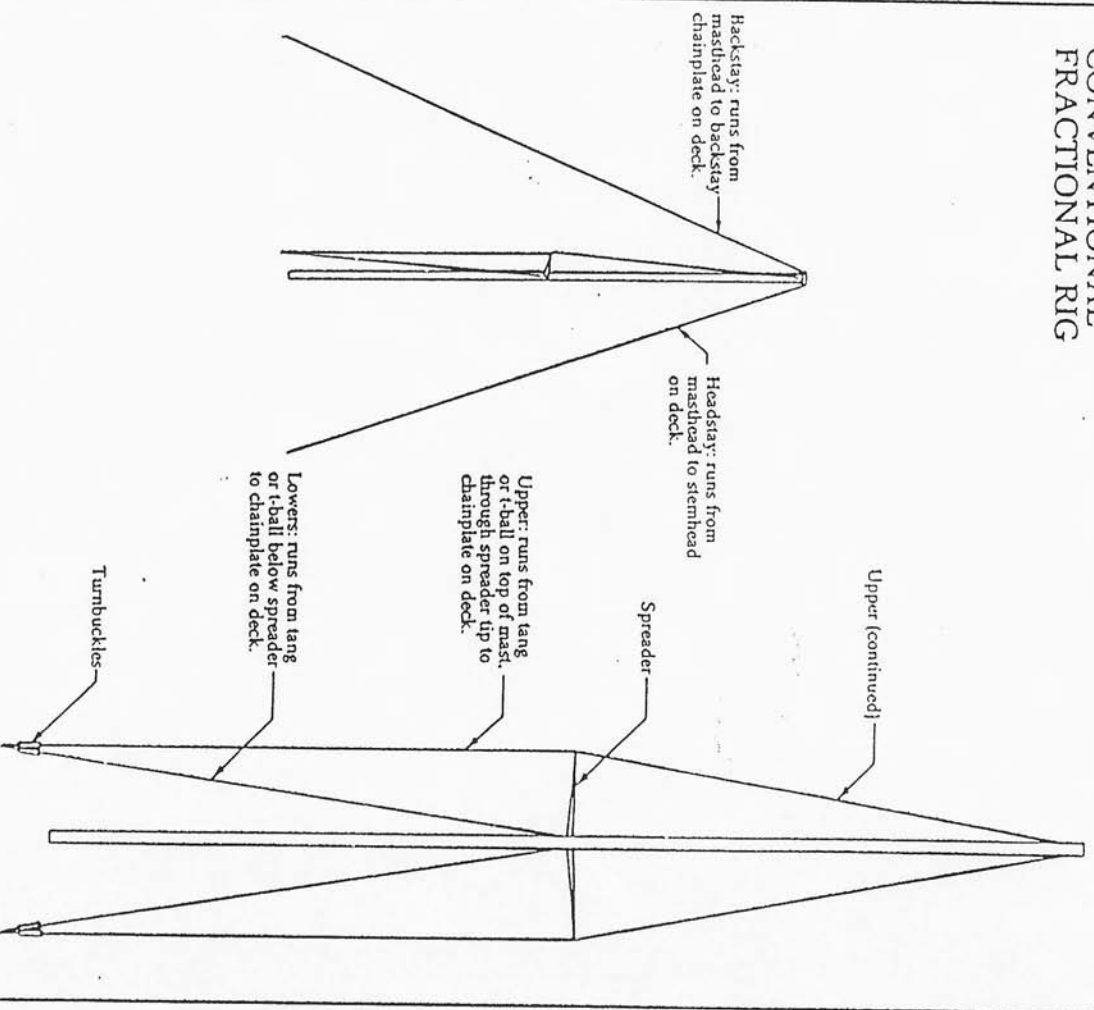 CONVENTIONAL
FRACTIONAL RIG
Backstay: runs from
masthead to backstay
chainplate on deck.
Headstay: runs from
masthead to stemhead
on deck.
Upper (continued)
Spreader
Upper: runs from tang
or t-ball on top of mast,
through spreader tip to
chainplate on deck.
Lowers: runs from tang
or t-ball below spreader
to chainplate on deck.
Turnbuckles